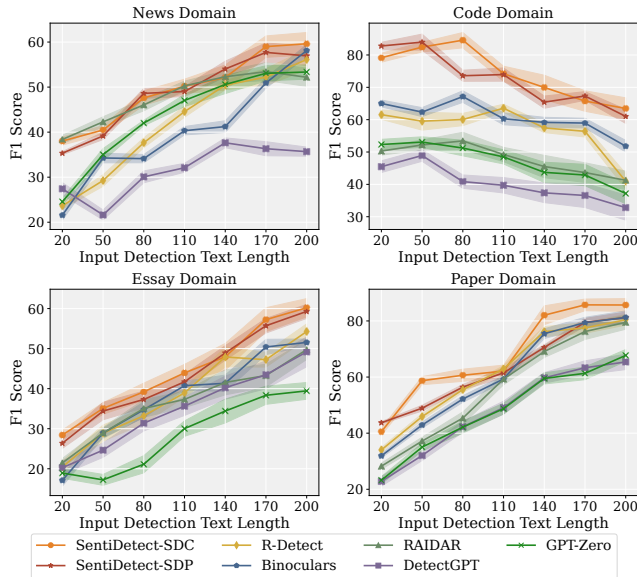 News Domain
F1 Score
60
50
40
30
20
20 50 80 110 140 170 200
Input Detection Text Length
Code Domain
F1 Score
80
70
60
50
40
30
20 50 80 110 140 170 200
Input Detection Text Length
Essay Domain
F1 Score
60
50
40
30
20
20 50 80 110 140 170 200
Input Detection Text Length
Paper Domain
F1 Score
80
60
40
20
20 50 80 110 140 170 200
Input Detection Text Length
SentiDetect-SDC R-Detect RAIDAR GPT-Zero
SentiDetect-SDP Binoculars DetectGPT